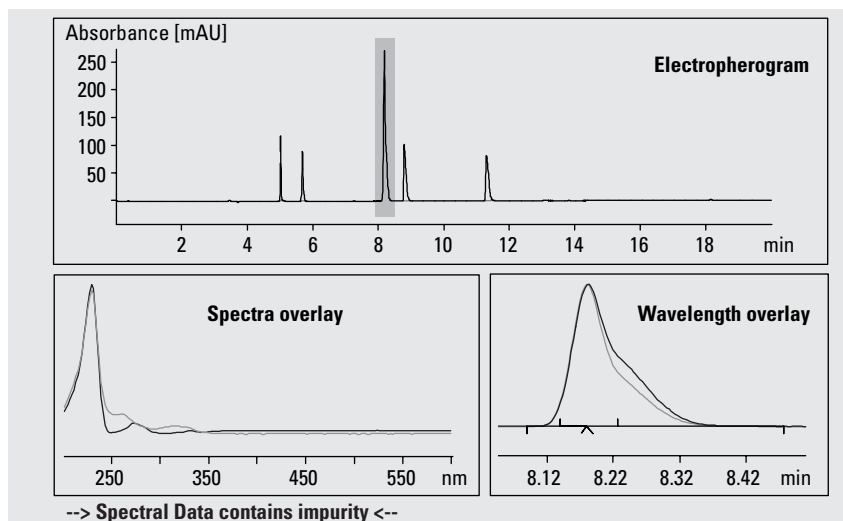 Absorbance [mAU]
Electropherogram
250
200
150
100
50
2 4 6 8 10 12 14 16 18 min
Spectra overlay
250 350 450 550 nm
Wavelength overlay
8.12 8.22 8.32 8.42 min
--> Spectral Data contains impurity <--